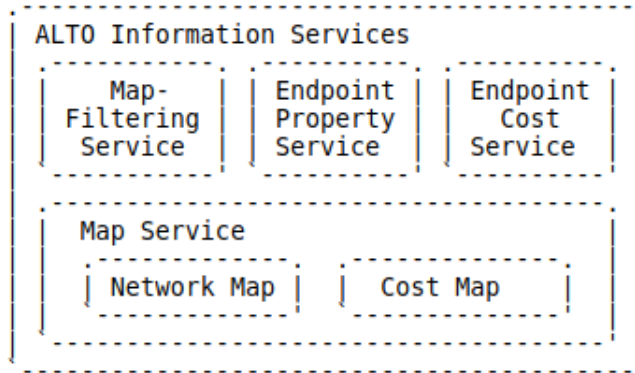 ALTO Information Services
Map- Endpoint Endpoint
Filtering Property Cost
Service Service Service
Map Service
Network Map Cost Map